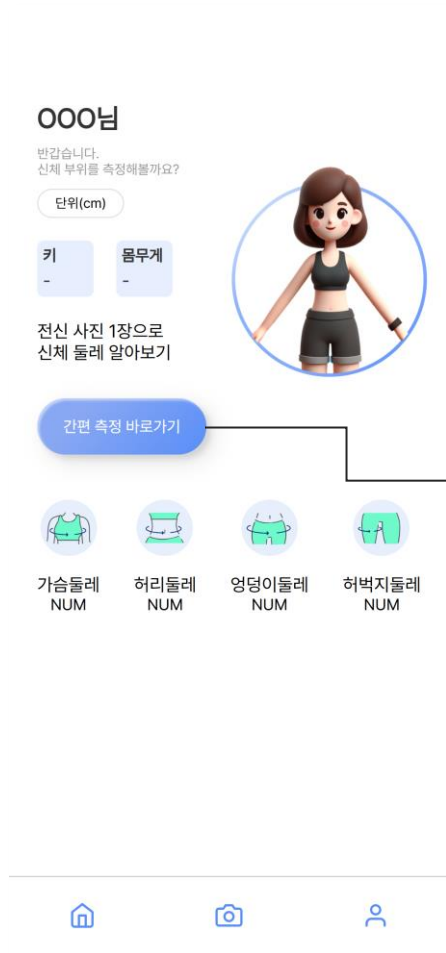 OOO님
반갑습니다.
신체 부위를 측정해볼까요?
단위(cm)
키
-
몸무게
-
전신 사진 1장으로
신체 둘레 알아보기
간편 측정 바로가기
가슴둘레
NUM
허리둘레
NUM
엉덩이둘레
NUM
허벅지둘레
NUM